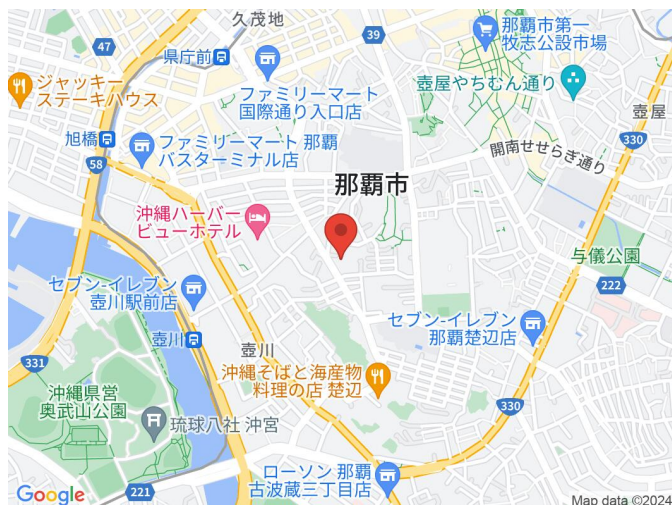 久茂地
39
那覇市第一
牧志公設市場
47
県庁前
ジャッキー
ステーキハウス
ファミリーマート
国際通り入口店
壺屋やちむん通り
壺屋
旭橋
58
ファミリーマート 那覇
バスターミナル店
開南せせらぎ通り
330
那覇市
沖縄ハーバー
ビューホテル
与儀公園
222
セブン-イレブン
壺川駅前店
セブン-イレブン
那覇楚辺店
壺川
壺川
331
沖縄そばと海産物
料理の店 楚辺
沖縄県営
奥武山公園
330
琉球八社 沖宮
ローソン 那覇
古波蔵三丁目店
221
Google
Map data ©2024